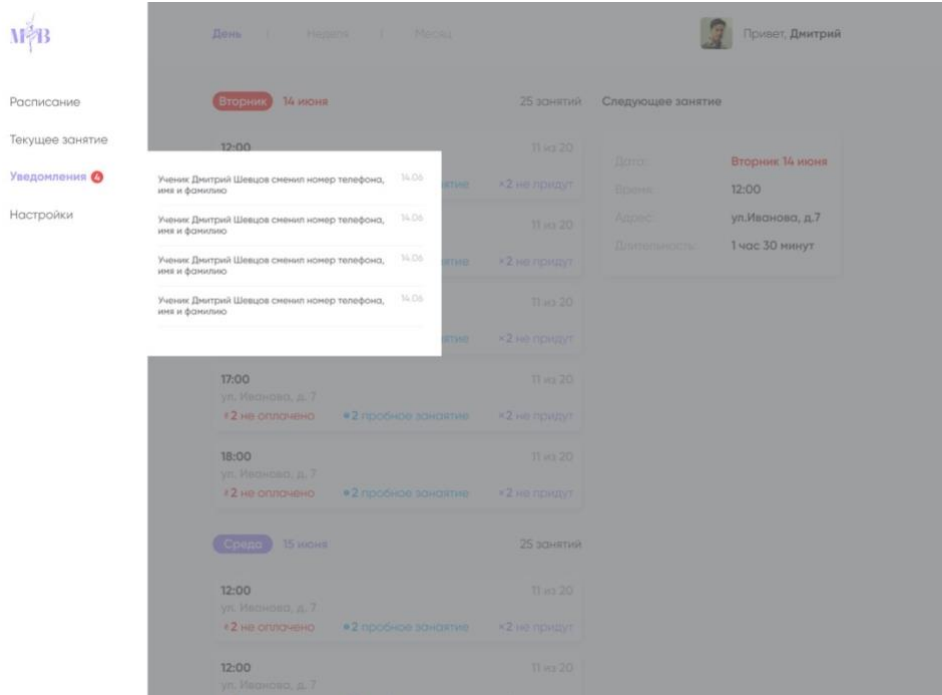 МВ
День | Неделя | Месяц
Привет, Дмитрий
Расписание
Текущее занятие
Уведомления 4
Настройки
Вторник 14 июня 25 занятий
12:00 11 из 20
×2 не придут
11 из 20
×2 не придут
11 из 20
×2 не придут
Ученик Дмитрий Шевцов сменил номер телефона, 14.06
имя и фамилию
Ученик Дмитрий Шевцов сменил номер телефона, 14.06
имя и фамилию
Ученик Дмитрий Шевцов сменил номер телефона, 14.06
имя и фамилию
Ученик Дмитрий Шевцов сменил номер телефона, 14.06
имя и фамилию
17:00 11 из 20
ул. Иванова, д. 7
2 не оплачено 2 пробное занаятие ×2 не придут
18:00 11 из 20
ул. Иванова, д. 7
2 не оплачено 2 пробное занаятие ×2 не придут
Среда 15 июня 25 занятий
12:00 11 из 20
ул. Иванова, д. 7
2 не оплачено 2 пробное занаятие ×2 не придут
12:00 11 из 20
ул. Иванова, д. 7
Следующее занятие
Дата: Вторник 14 июня
Время: 12:00
Адрес: ул.Иванова, д.7
Длительность: 1 час 30 минут